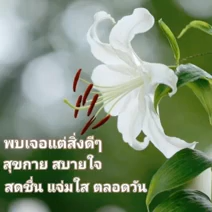 พบเจอแต่สิ่งดีๆ
สุขกาย สบายใจ
สดชื่น แจ่มใส ตลอดวัน